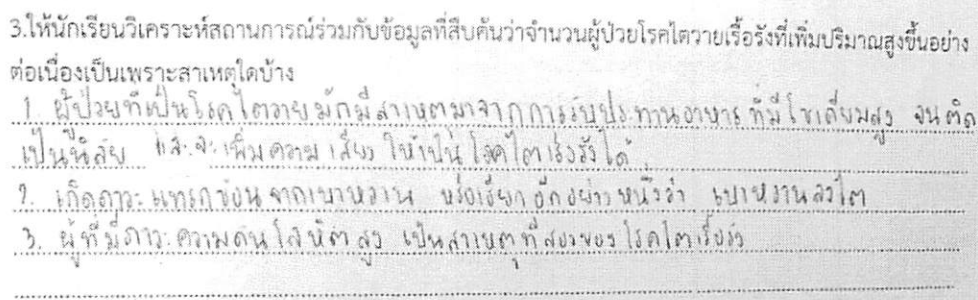 3.ให้นักเรียนวิเคราะห์สถานการณ์ร่วมกับข้อมูลที่สืบค้นว่าจำนวนผู้ป่วยโรคไตวายเรื้อรังที่เพิ่มปริมาณสูงขึ้นอย่าง
ต่อเนื่องเป็นเพราะสาเหตุใดบ้าง
1. ผู้ป่วยที่เป็นโรคไตวายมักมีสาเหตุมาจากการรับประทานอาหารที่มีโซเดียมสูง จนติด
เป็นนิสัย และจะเพิ่มความเสี่ยงให้เป็นโรคไตเรื้อรังได้
2. เกิดภาวะแทรกซ้อนจากเบาหวาน หรือเรียกอีกอย่างหนึ่งว่า เบาหวานลงไต
3. ผู้ที่มีภาวะความดันโลหิตสูง เป็นสาเหตุที่สองของโรคไตเรื้อรัง